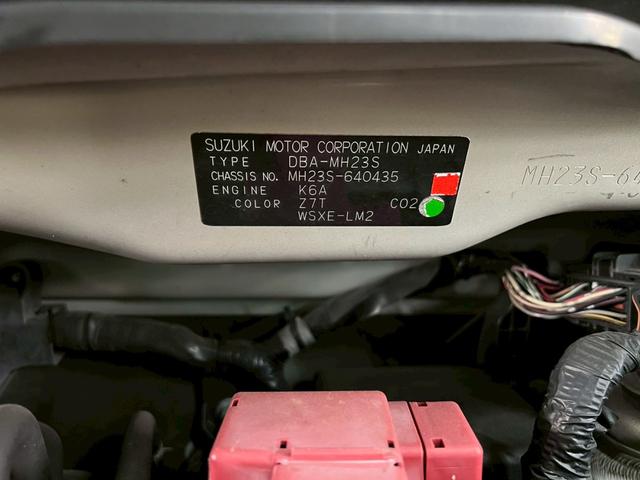 SUZUKI MOTOR CORPORATION JAPAN
TYPE DBA-MH23S
CHASSIS NO. MH23S-640435
ENGINE K6A
COLOR Z7T CO2
WSXE-LM2
MH23S-64